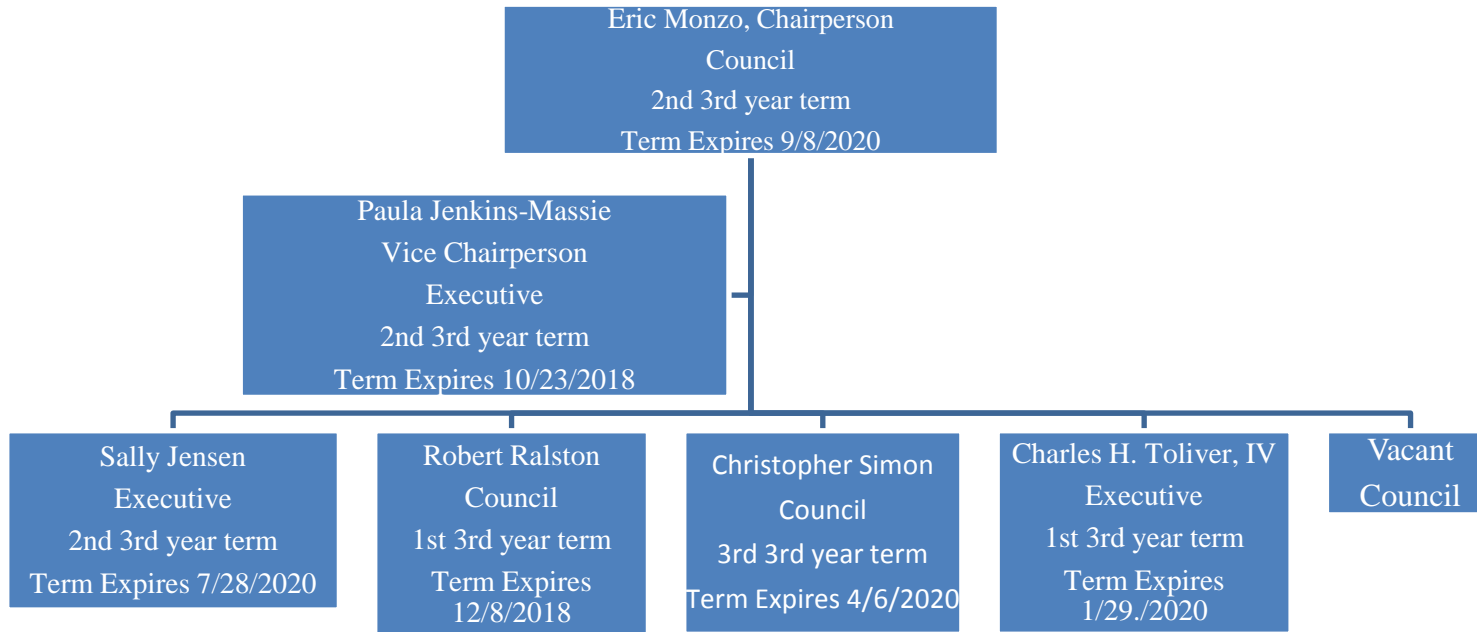 Eric Monzo, Chairperson
Council
2nd 3rd year term
Term Expires 9/8/2020
Paula Jenkins-Massie
Vice Chairperson
Executive
2nd 3rd year term
Term Expires 10/23/2018
Sally Jensen
Executive
2nd 3rd year term
Term Expires 7/28/2020
Robert Ralston
Council
1st 3rd year term
Term Expires
12/8/2018
Christopher Simon
Council
3rd 3rd year term
Term Expires 4/6/2020
Charles H. Toliver, IV
Executive
1st 3rd year term
Term Expires
1/29./2020
Vacant
Council